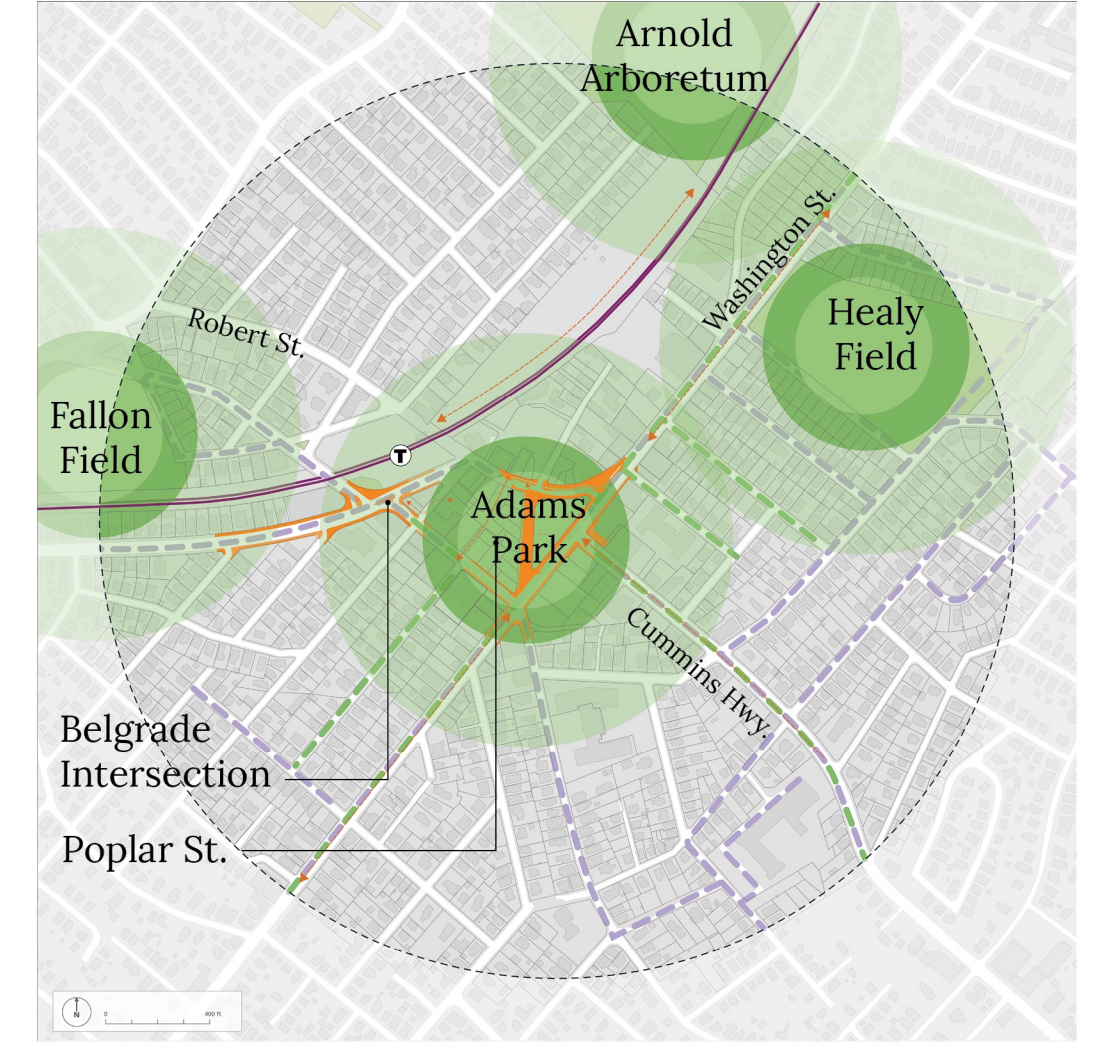 Arnold
Arboretum
Washington St.
Healy
Field
Robert St.
Fallon
Field
T
Adams
Park
Cummins Hwy.
Belgrade
Intersection
Poplar St.
N
0
400 ft